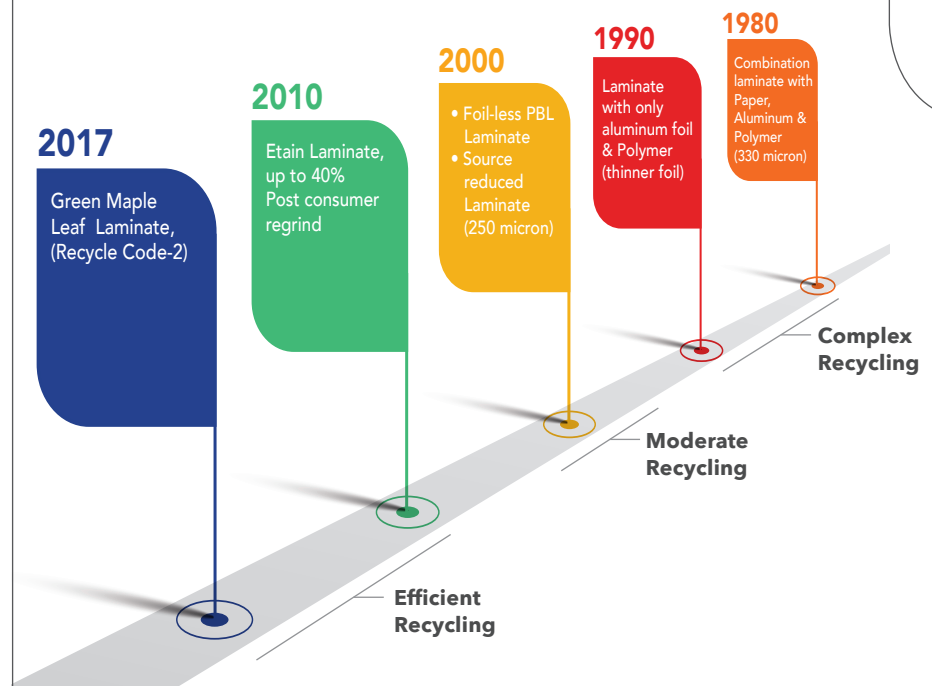 2017
Green Maple
Leaf Laminate,
(Recycle Code-2)
2010
Etain Laminate,
up to 40%
Post consumer
regrind
2000
• Foil-less PBL
Laminate
• Source
reduced
Laminate
(250 micron)
1990
Laminate
with only
aluminum foil
& Polymer
(thinner foil)
1980
Combination
laminate with
Paper,
Aluminum &
Polymer
(330 micron)
Complex
Recycling
Moderate
Recycling
Efficient
Recycling